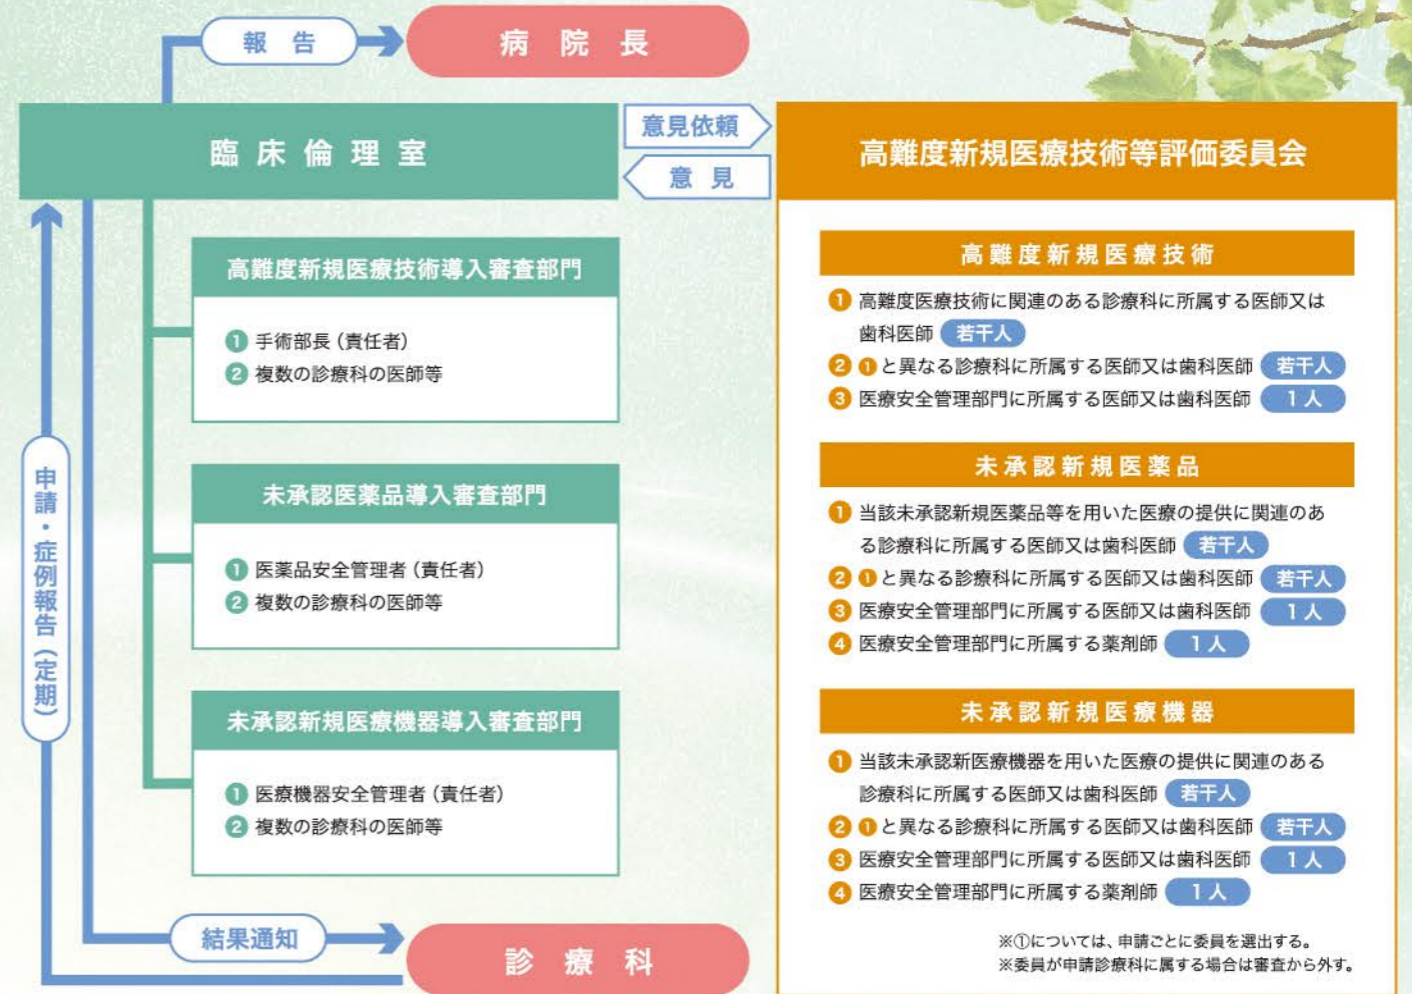 報告
病院長
臨床倫理室
意見依頼
意見
高難度新規医療技術導入審査部門
❶ 手術部長（責任者）
❷ 複数の診療科の医師等
未承認医薬品導入審査部門
❶ 医薬品安全管理者（責任者）
❷ 複数の診療科の医師等
未承認新規医療機器導入審査部門
❶ 医療機器安全管理者（責任者）
❷ 複数の診療科の医師等
申請・症例報告（定期）
結果通知
診療科
高難度新規医療技術等評価委員会
高難度新規医療技術
❶ 高難度医療技術に関連のある診療科に所属する医師又は
歯科医師 若干人
❷ ❶と異なる診療科に所属する医師又は歯科医師 若干人
❸ 医療安全管理部門に所属する医師又は歯科医師 1人
未承認新規医薬品
❶ 当該未承認新規医薬品等を用いた医療の提供に関連のあ
る診療科に所属する医師又は歯科医師 若干人
❷ ❶と異なる診療科に所属する医師又は歯科医師 若干人
❸ 医療安全管理部門に所属する医師又は歯科医師 1人
❹ 医療安全管理部門に所属する薬剤師 1人
未承認新規医療機器
❶ 当該未承認新医療機器を用いた医療の提供に関連のある
診療科に所属する医師又は歯科医師 若干人
❷ ❶と異なる診療科に所属する医師又は歯科医師 若干人
❸ 医療安全管理部門に所属する医師又は歯科医師 1人
❹ 医療安全管理部門に所属する薬剤師 1人
※①については、申請ごとに委員を選出する。
※委員が申請診療科に属する場合は審査から外す。